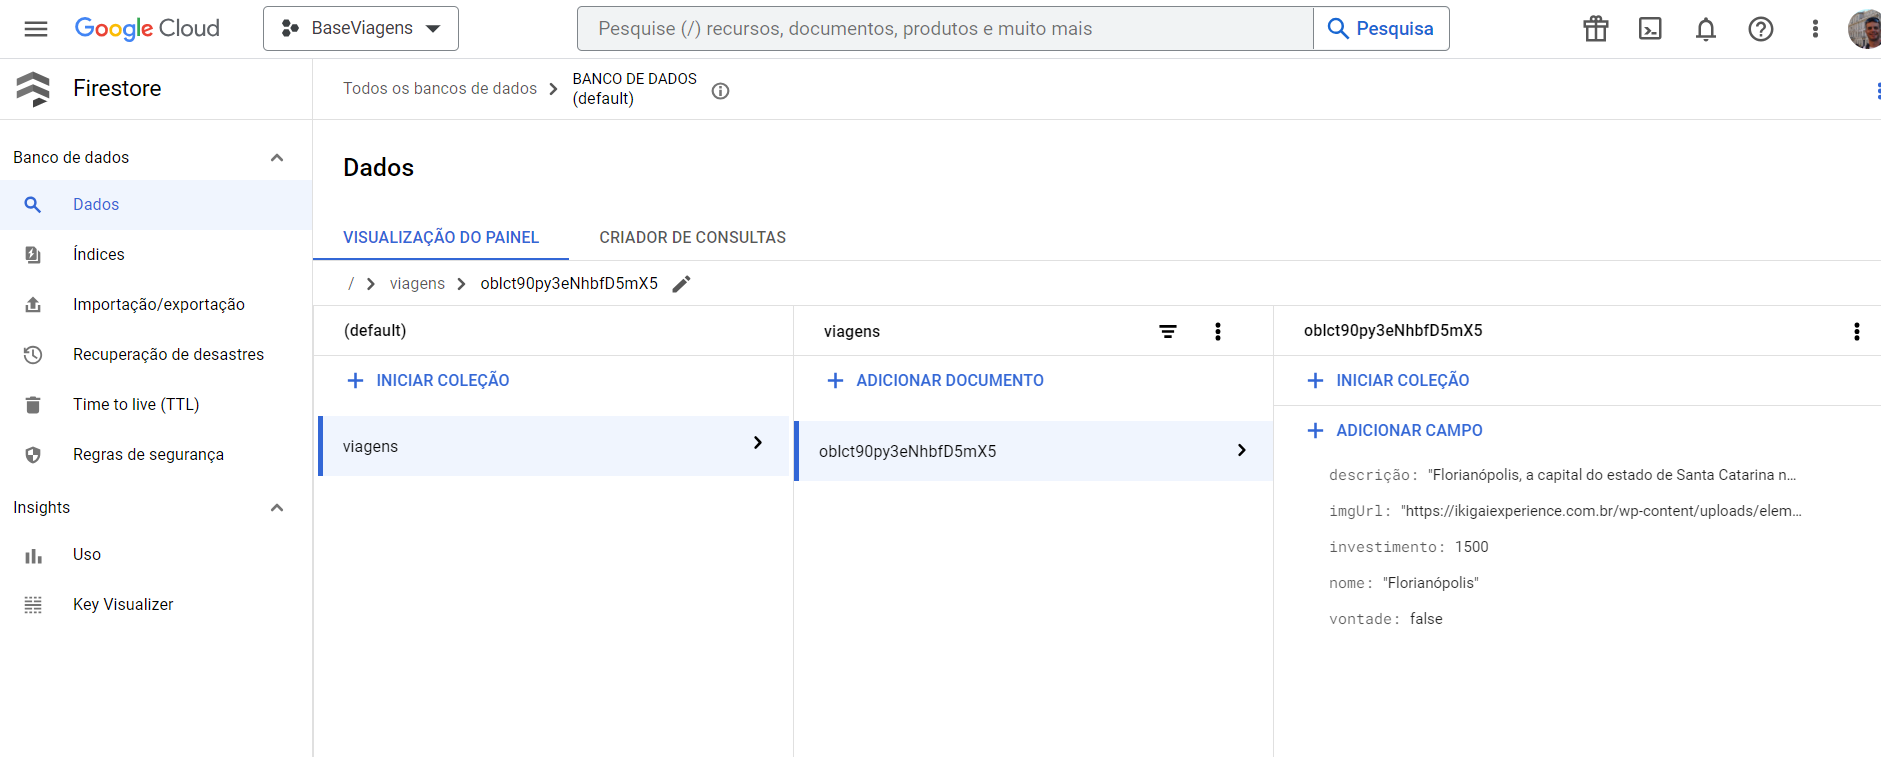 Google Cloud
BaseViagens
Pesquise (/) recursos, documentos, produtos e muito mais
Pesquisa
Firestore
Todos os bancos de dados
BANCO DE DADOS
(default)
Banco de dados
Dados
Índices
Importação/exportação
Recuperação de desastres
Time to live (TTL)
Regras de segurança
Insights
Uso
Key Visualizer
Dados
VISUALIZAÇÃO DO PAINEL
CRIADOR DE CONSULTAS
/ viagens oblct90py3eNhbfD5mX5
(default)
INICIAR COLEÇÃO
viagens
viagens
ADICIONAR DOCUMENTO
oblct90py3eNhbfD5mX5
oblct90py3eNhbfD5mX5
INICIAR COLEÇÃO
ADICIONAR CAMPO
descrição: "Florianópolis, a capital do estado de Santa Catarina n...
imgUrl: "https://ikigaiexperience.com.br/wp-content/uploads/elem...
investimento: 1500
nome: "Florianópolis"
vontade: false